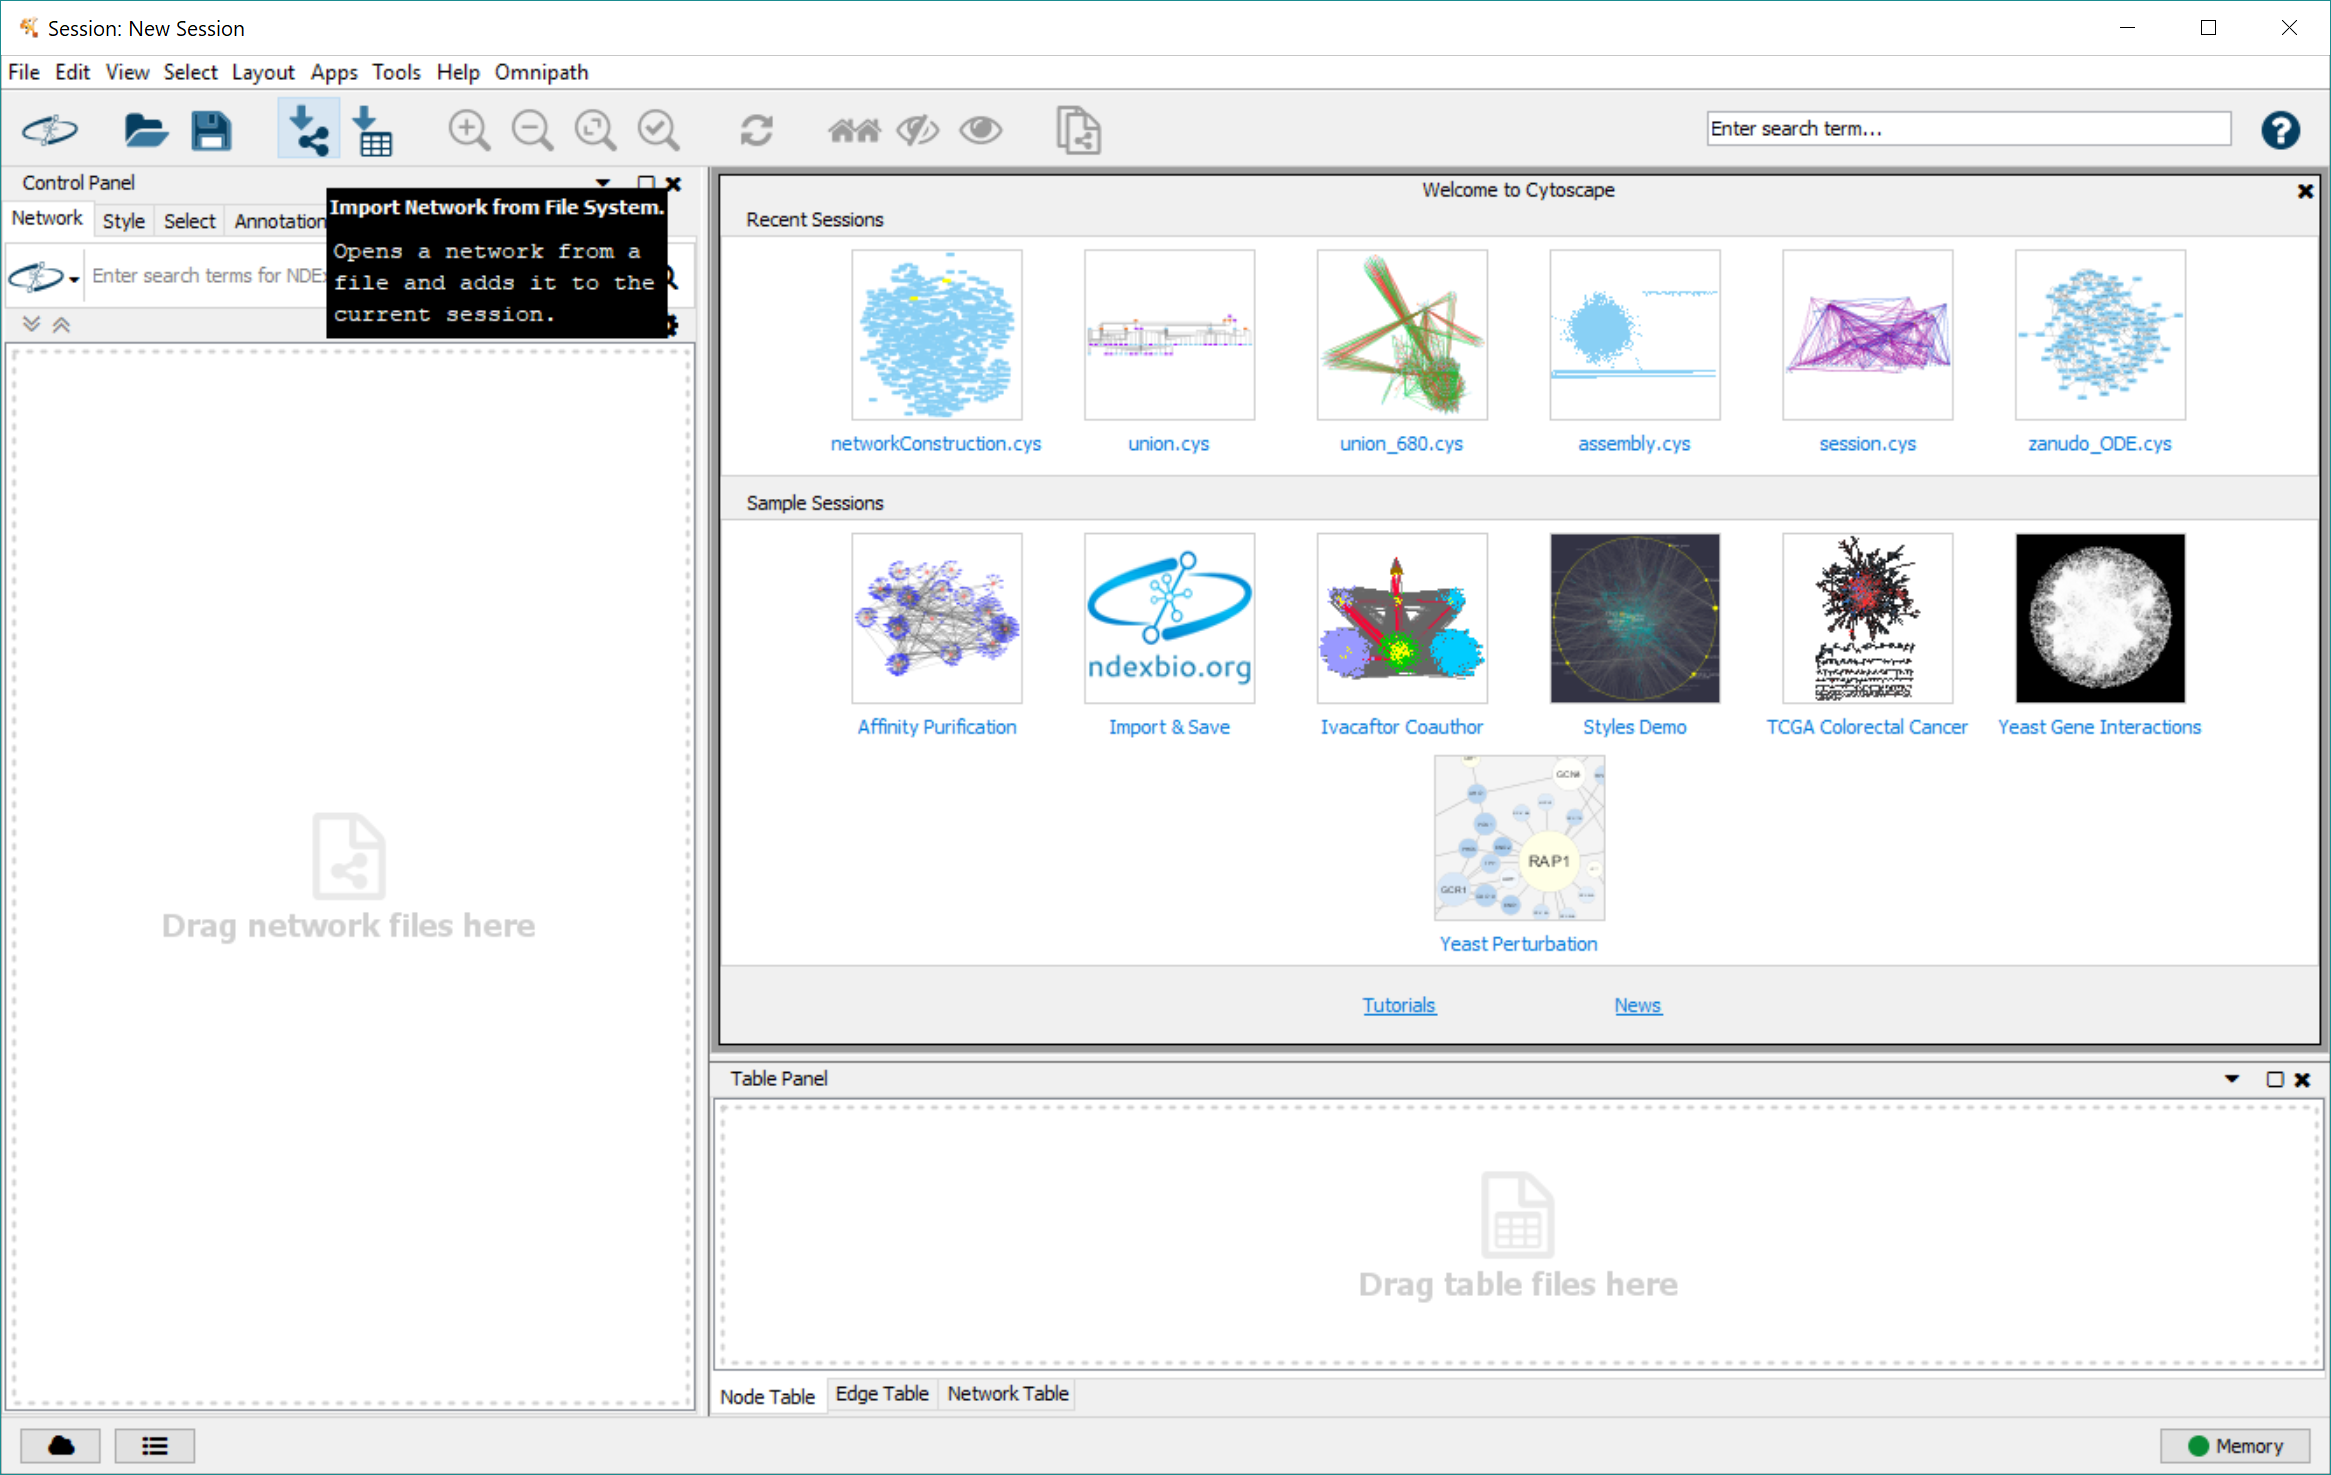 Session: New Session
File Edit View Select Layout Apps Tools Help Omnipath
Enter search term...
Control Panel
Network Style Select Annotation
Import Network from File System.
Opens a network from a
file and adds it to the
current session.
Enter search terms for NDEx
Drag network files here
Welcome to Cytoscape
Recent Sessions
networkConstruction.cys union.cys union_680.cys assembly.cys session.cys zanudo_ODE.cys
Sample Sessions
ndexbio.org
Affinity Purification Import & Save Ivacaftor Coauthor Styles Demo TCGA Colorectal Cancer Yeast Gene Interactions
GCN4
RAP1
GCR1
Yeast Perturbation
Tutorials News
Table Panel
Drag table files here
Node Table Edge Table Network Table
Memory